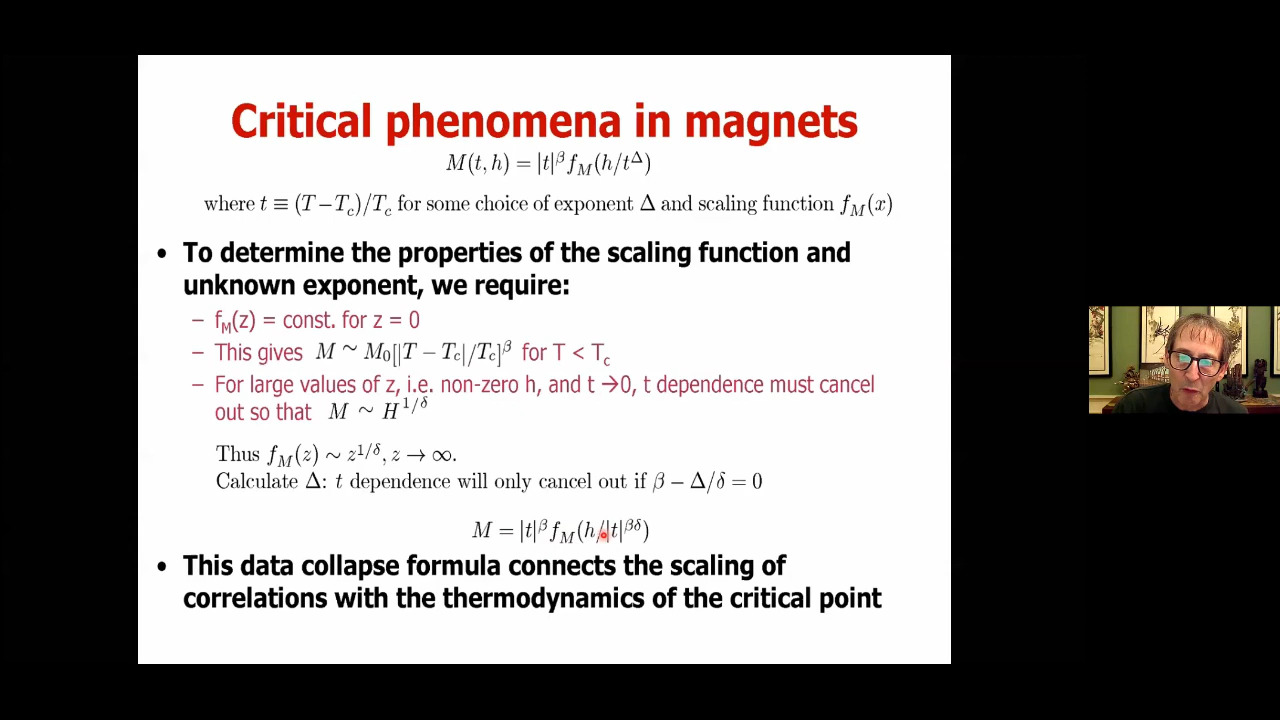 Critical phenomena in magnets
M(t, h) = |t|^β f_M(h/t^Δ)
where t ≡ (T−T_c)/T_c for some choice of exponent Δ and scaling function f_M(x)
• To determine the properties of the scaling function and
unknown exponent, we require:
– f_M(z) = const. for z = 0
– This gives M ~ M_0[|T − T_c|/T_c]^β for T < T_c
– For large values of z, i.e. non-zero h, and t →0, t dependence must cancel
out so that M ~ H^{1/δ}
Thus f_M(z) ∼ z^{1/δ}, z → ∞.
Calculate Δ: t dependence will only cancel out if β − Δ/δ = 0
M = |t|^β f_M(h/|t|^{βδ})
• This data collapse formula connects the scaling of
correlations with the thermodynamics of the critical point